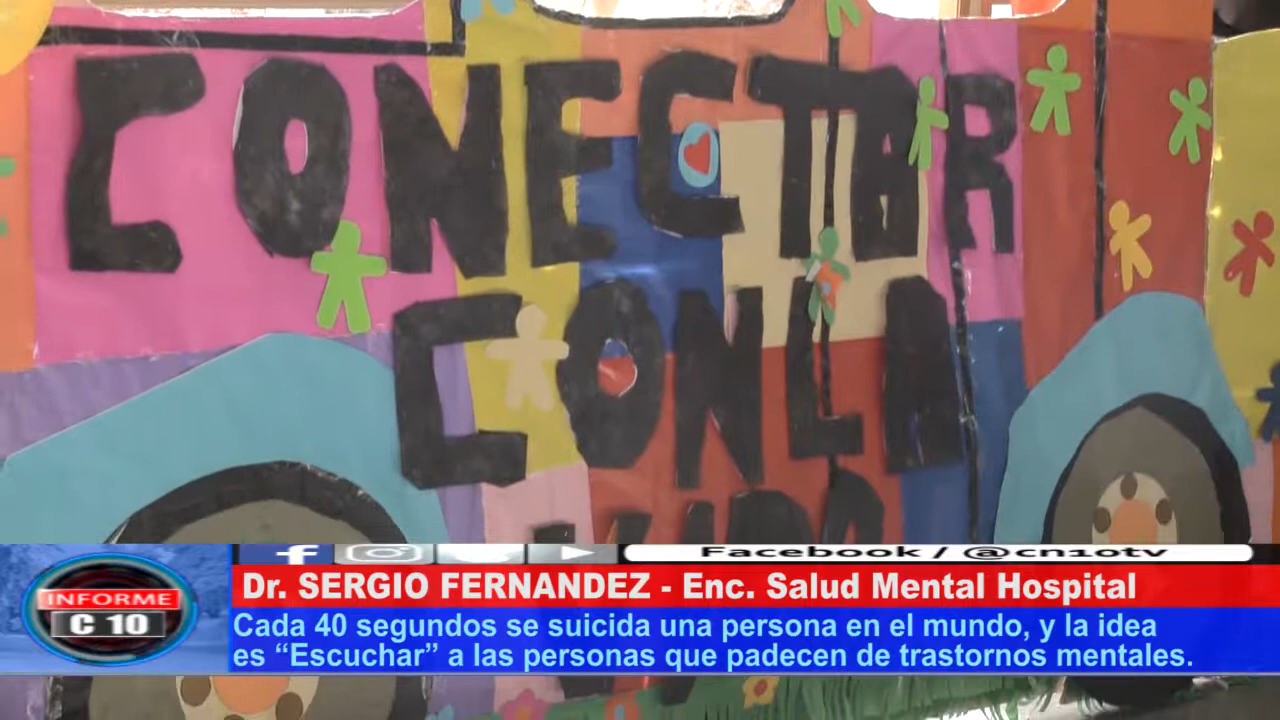 CONECTAR
CON LA
f
Facebook / @cn10tv
INFORME
C 10
Dr. SERGIO FERNANDEZ - Enc. Salud Mental Hospital
Cada 40 segundos se suicida una persona en el mundo, y la idea
es “Escuchar” a las personas que padecen de trastornos mentales.